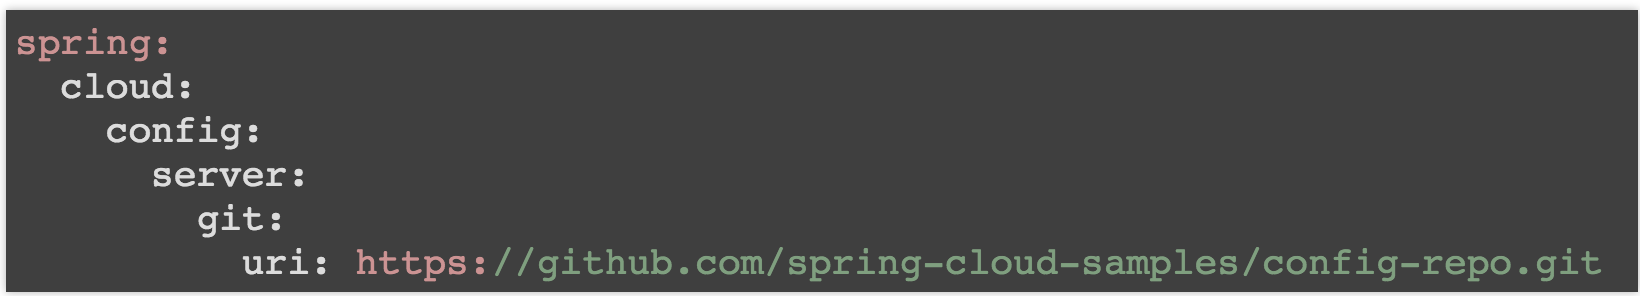 spring:
  cloud:
    config:
      server:
        git:
          uri: https://github.com/spring-cloud-samples/config-repo.git